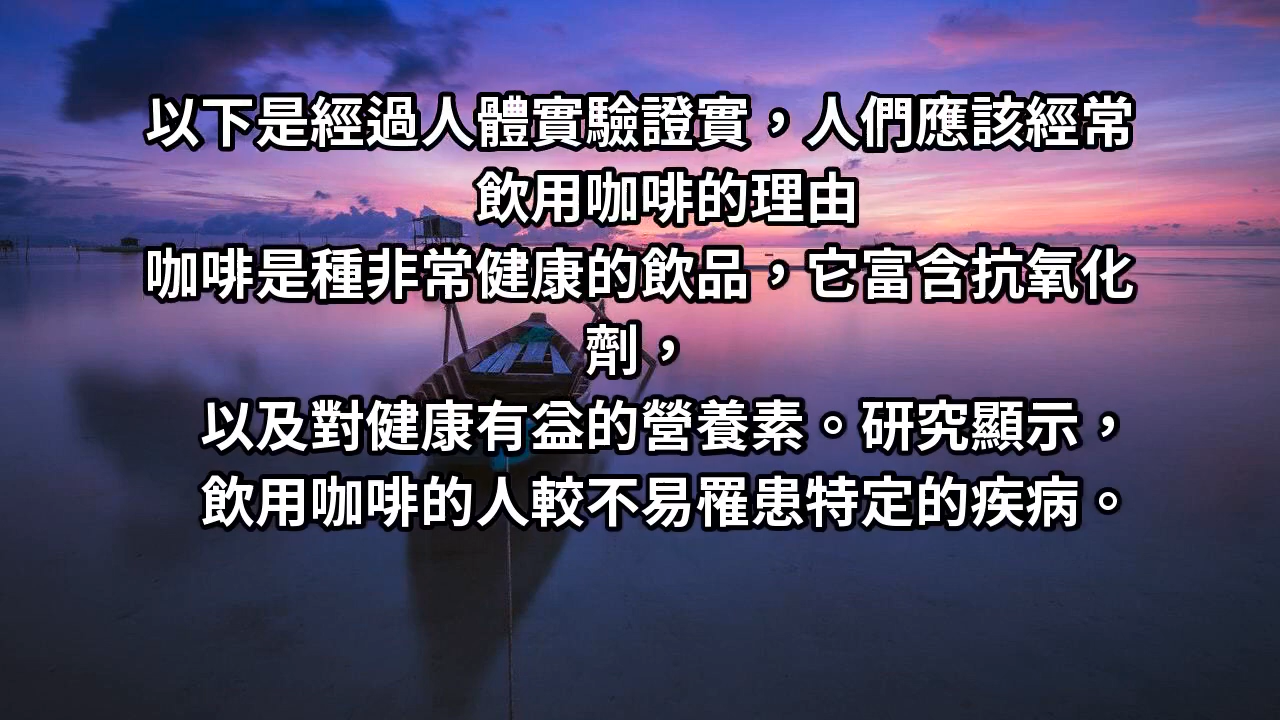 以下是經過人體實驗證實，人們應該經常
飲用咖啡的理由
咖啡是種非常健康的飲品，它富含抗氧化
劑，
以及對健康有益的營養素。研究顯示，
飲用咖啡的人較不易罹患特定的疾病。